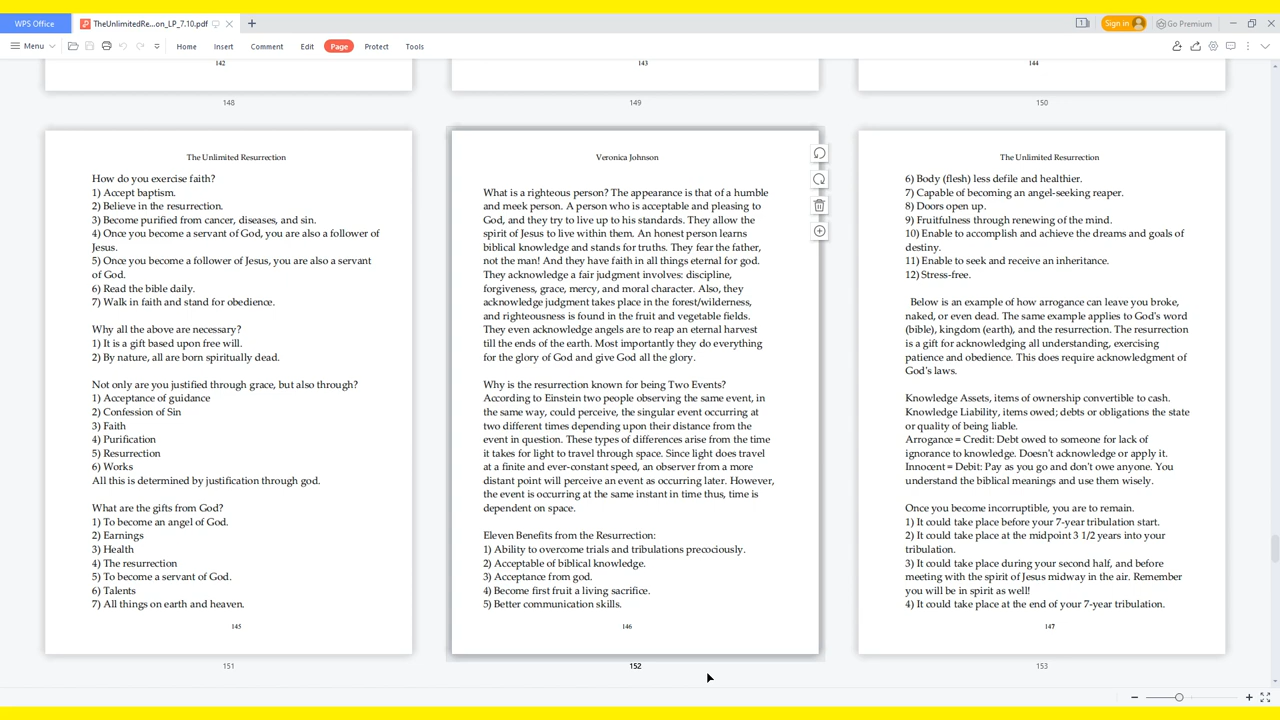 WPS Office
TheUnlimitedRe...on_LP_7.10.pdf
Sign in
Go Premium
Menu
Home
Insert
Comment
Edit
Page
Protect
Tools
142
143
144
148
149
150
The Unlimited Resurrection
How do you exercise faith?
1) Accept baptism.
2) Believe in the resurrection.
3) Become purified from cancer, diseases, and sin.
4) Once you become a servant of God, you are also a follower of
Jesus.
5) Once you become a follower of Jesus, you are also a servant
of God.
6) Read the bible daily.
7) Walk in faith and stand for obedience.
Why all the above are necessary?
1) It is a gift based upon free will.
2) By nature, all are born spiritually dead.
Not only are you justified through grace, but also through?
1) Acceptance of guidance
2) Confession of Sin
3) Faith
4) Purification
5) Resurrection
6) Works
All this is determined by justification through god.
What are the gifts from God?
1) To become an angel of God.
2) Earnings
3) Health
4) The resurrection
5) To become a servant of God.
6) Talents
7) All things on earth and heaven.
145
151
Veronica Johnson
What is a righteous person? The appearance is that of a humble
and meek person. A person who is acceptable and pleasing to
God, and they try to live up to his standards. They allow the
spirit of Jesus to live within them. An honest person learns
biblical knowledge and stands for truths. They fear the father,
not the man! And they have faith in all things eternal for god.
They acknowledge a fair judgment involves: discipline,
forgiveness, grace, mercy, and moral character. Also, they
acknowledge judgment takes place in the forest/wilderness,
and righteousness is found in the fruit and vegetable fields.
They even acknowledge angels are to reap an eternal harvest
till the ends of the earth. Most importantly they do everything
for the glory of God and give God all the glory.
Why is the resurrection known for being Two Events?
According to Einstein two people observing the same event, in
the same way, could perceive, the singular event occurring at
two different times depending upon their distance from the
event in question. These types of differences arise from the time
it takes for light to travel through space. Since light does travel
at a finite and ever-constant speed, an observer from a more
distant point will perceive an event as occurring later. However,
the event is occurring at the same instant in time thus, time is
dependent on space.
Eleven Benefits from the Resurrection:
1) Ability to overcome trials and tribulations precociously.
2) Acceptable of biblical knowledge.
3) Acceptance from god.
4) Become first fruit a living sacrifice.
5) Better communication skills.
146
152
The Unlimited Resurrection
6) Body (flesh) less defile and healthier.
7) Capable of becoming an angel-seeking reaper.
8) Doors open up.
9) Fruitfulness through renewing of the mind.
10) Enable to accomplish and achieve the dreams and goals of
destiny.
11) Enable to seek and receive an inheritance.
12) Stress-free.
Below is an example of how arrogance can leave you broke,
naked, or even dead. The same example applies to God's word
(bible), kingdom (earth), and the resurrection. The resurrection
is a gift for acknowledging all understanding, exercising
patience and obedience. This does require acknowledgment of
God's laws.
Knowledge Assets, items of ownership convertible to cash.
Knowledge Liability, items owed; debts or obligations the state
or quality of being liable.
Arrogance = Credit: Debt owed to someone for lack of
ignorance to knowledge. Doesn't acknowledge or apply it.
Innocent = Debit: Pay as you go and don't owe anyone. You
understand the biblical meanings and use them wisely.
Once you become incorruptible, you are to remain.
1) It could take place before your 7-year tribulation start.
2) It could take place at the midpoint 3 1/2 years into your
tribulation.
3) It could take place during your second half, and before
meeting with the spirit of Jesus midway in the air. Remember
you will be in spirit as well!
4) It could take place at the end of your 7-year tribulation.
147
153